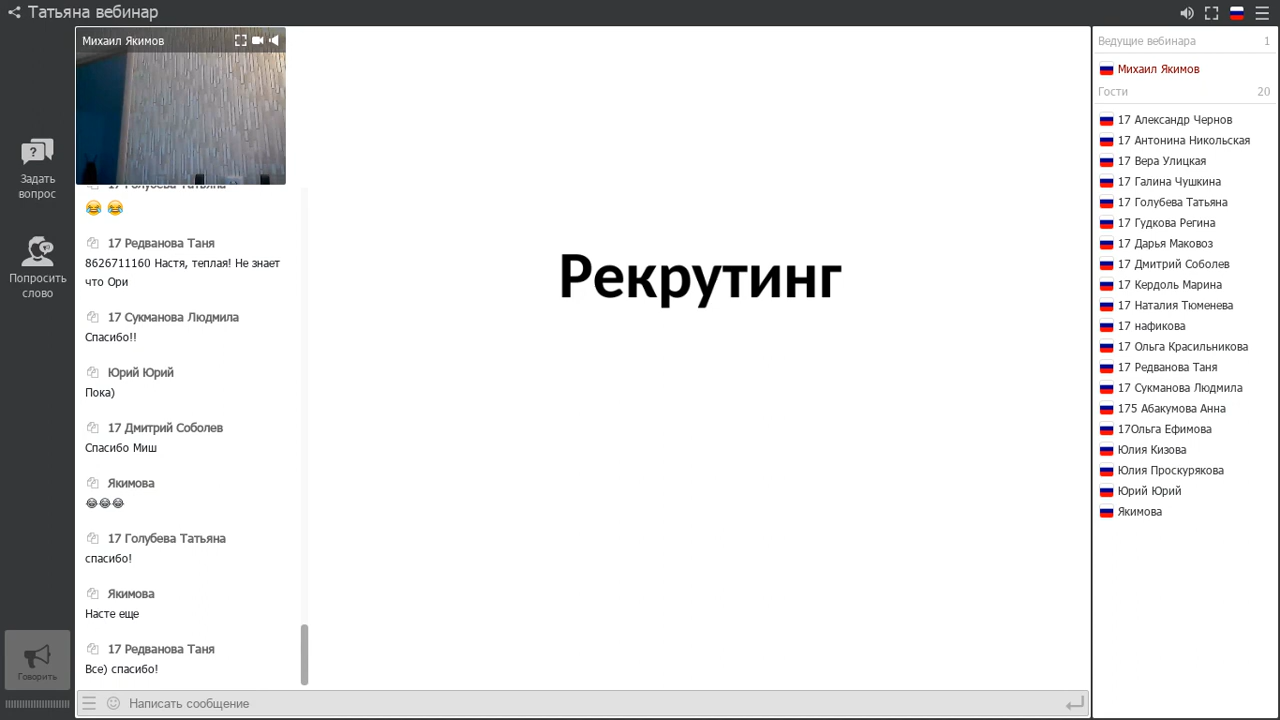 Татьяна вебинар
Михаил Якимов
Задать
вопрос
Попросить
слово
Говорить
17 Голубева Татьяна
17 Редванова Таня
8626711160 Настя, теплая! Не знает
что Ори
17 Сукманова Людмила
Спасибо!!
Юрий Юрий
Пока)
17 Дмитрий Соболев
Спасибо Миш
Якимова
😂😂😂
17 Голубева Татьяна
спасибо!
Якимова
Насте еще
17 Редванова Таня
Все) спасибо!
Написать сообщение
Рекрутинг
Ведущие вебинара 1
Михаил Якимов
Гости 20
17 Александр Чернов
17 Антонина Никольская
17 Вера Улицкая
17 Галина Чушкина
17 Голубева Татьяна
17 Гудкова Регина
17 Дарья Маковоз
17 Дмитрий Соболев
17 Кердоль Марина
17 Наталия Тюменева
17 нафикова
17 Ольга Красильникова
17 Редванова Таня
17 Сукманова Людмила
175 Абакумова Анна
17Ольга Ефимова
Юлия Кизова
Юлия Проскурякова
Юрий Юрий
Якимова